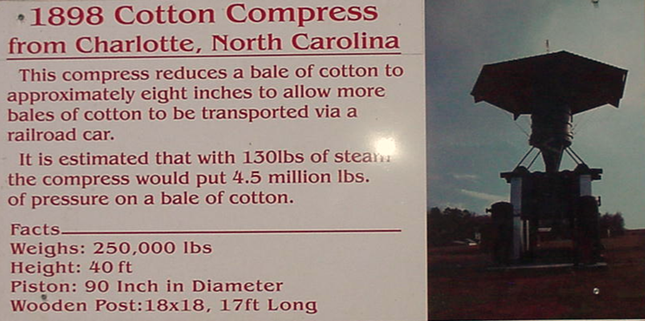 1898 Cotton Compress
from Charlotte, North Carolina
This compress reduces a bale of cotton to
approximately eight inches to allow more
bales of cotton to be transported via a
railroad car.
It is estimated that with 130lbs of steam
the compress would put 4.5 million lbs.
of pressure on a bale of cotton.
Facts
Weighs: 250,000 lbs
Height: 40 ft
Piston: 90 Inch in Diameter
Wooden Post:18x18, 17ft Long